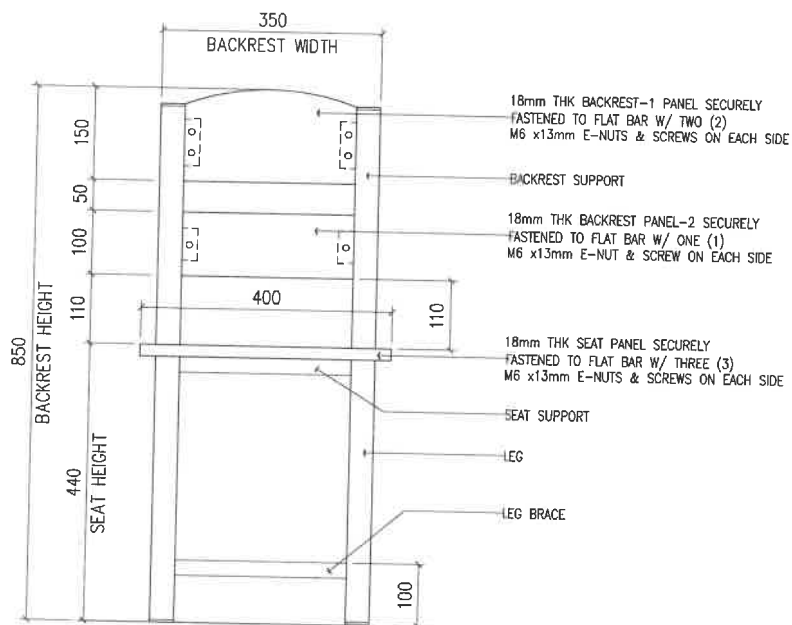 350
BACKREST WIDTH
18mm THK BACKREST-1 PANEL SECURELY
FASTENED TO FLAT BAR W/ TWO (2)
M6 x13mm E-NUTS & SCREWS ON EACH SIDE
150
BACKREST SUPPORT
50
18mm THK BACKREST PANEL-2 SECURELY
FASTENED TO FLAT BAR W/ ONE (1)
M6 x13mm E-NUT & SCREW ON EACH SIDE
100
400
110
110
850
BACKREST HEIGHT
18mm THK SEAT PANEL SECURELY
FASTENED TO FLAT BAR W/ THREE (3)
M6 x13mm E-NUTS & SCREWS ON EACH SIDE
SEAT SUPPORT
440
SEAT HEIGHT
LEG
LEG BRACE
100